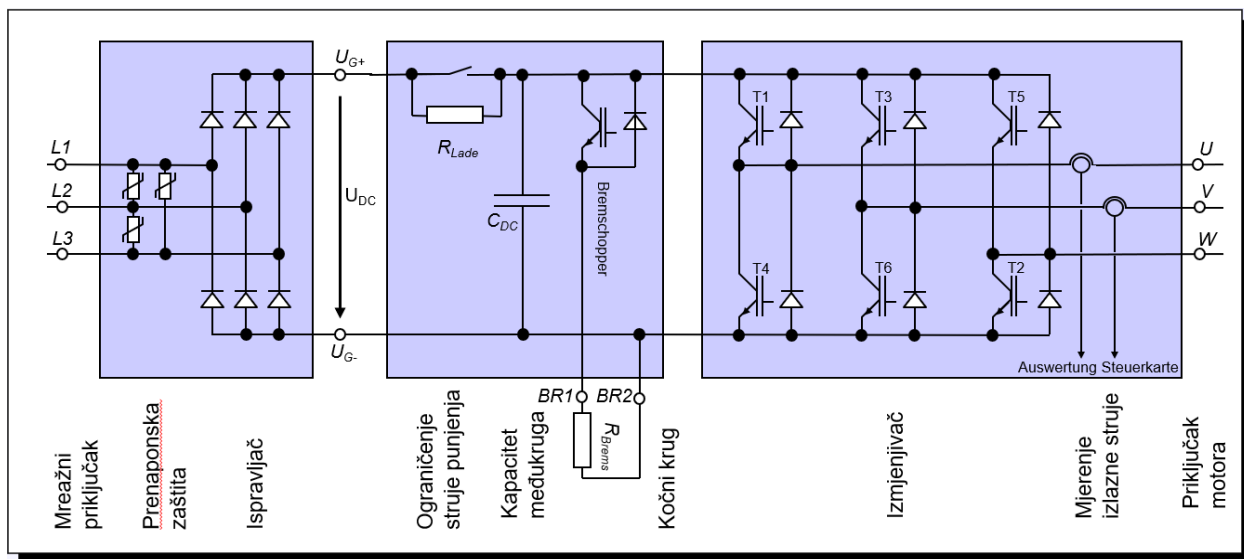 U_G+
L1
L2
L3
U_DC
U_G-
R_Lade
C_DC
Bremschopper
BR1
BR2
R_Brems
T1
T3
T5
T4
T6
T2
U
V
W
Auswertung Steuerkarte
Mreažni
priključak
Prenaponska
zaštita
Ispravljač
Ograničenje
struje punjenja
Kapacitet
međukruga
Kočni krug
Izmjenjivač
Mjerenje
izlazne struje
Priključak
motora